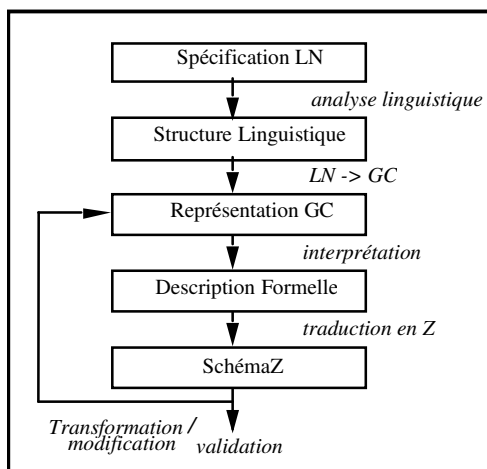 Spécification LN
analyse linguistique
Structure Linguistique
LN -> GC
Représentation GC
interprétation
Description Formelle
traduction en Z
SchémaZ
Transformation /
modification
validation